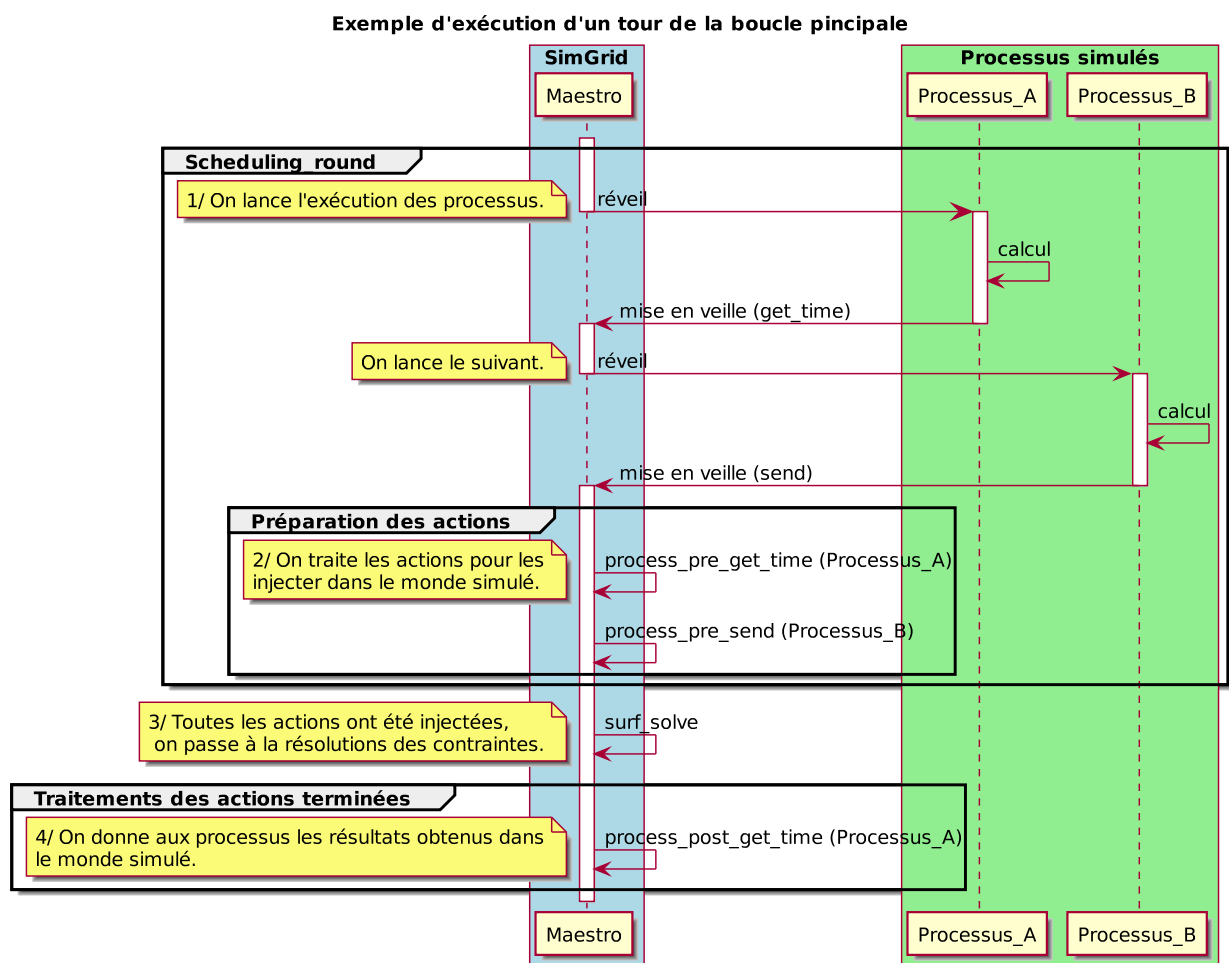 Exemple d'exécution d'un tour de la boucle pincipale
SimGrid
Processus simulés
Maestro
Processus_A
Processus_B
Scheduling_round
1/ On lance l'exécution des processus.
réveil
calcul
mise en veille (get_time)
On lance le suivant.
réveil
calcul
mise en veille (send)
Préparation des actions
2/ On traite les actions pour les
injecter dans le monde simulé.
process_pre_get_time (Processus_A)
process_pre_send (Processus_B)
3/ Toutes les actions ont été injectées,
on passe à la résolutions des contraintes.
surf_solve
Traitements des actions terminées
4/ On donne aux processus les résultats obtenus dans
le monde simulé.
process_post_get_time (Processus_A)
Maestro
Processus_A
Processus_B